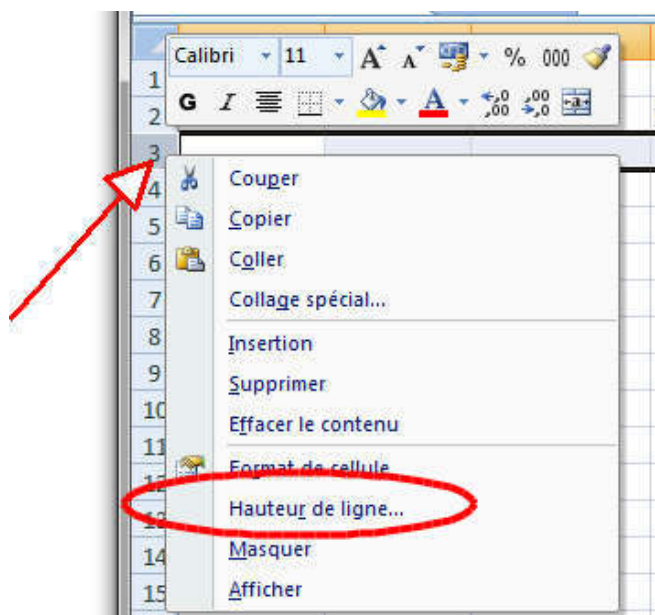 Calibri 11 A A % 000
G I A ,00 ,00
1
2
3
Couper
4
Copier
5
Coller
6
Collage spécial...
7
Insertion
8
Supprimer
9
Effacer le contenu
10
11
Format de cellule
12
Hauteur de ligne...
13
Masquer
14
Afficher
15